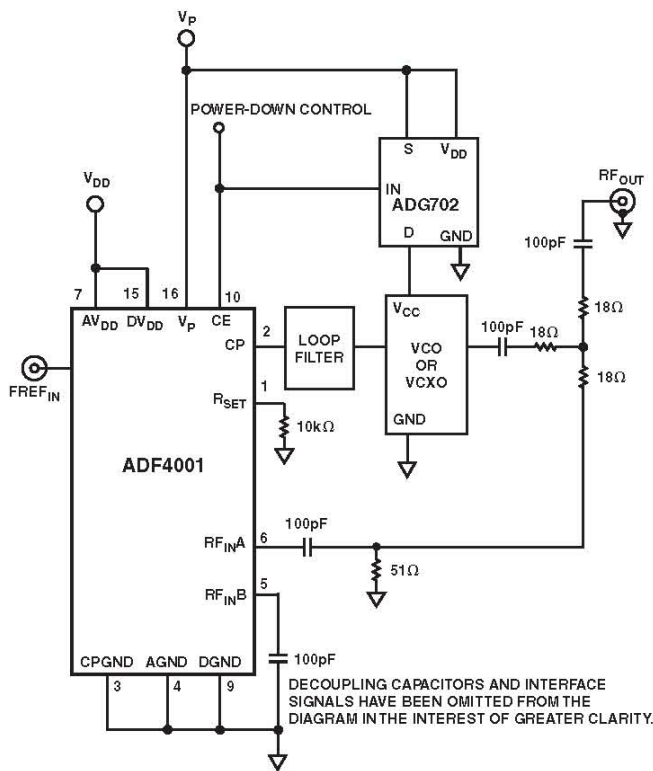 VP
POWER-DOWN CONTROL
S VDD
VDD
IN
ADG702
RFOUT
D GND
100pF
7 15 16 10
AVDD DVDD VP CE
18Ω
CP 2
LOOP
FILTER
VCC
VCO
OR
VCXO
GND
100pF
18Ω
18Ω
FREFIN
RSET 1
10kΩ
ADF4001
100pF
RFINA 6
51Ω
RFINB 5
100pF
CPGND AGND DGND
3 4 9
DECOUPLING CAPACITORS AND INTERFACE
SIGNALS HAVE BEEN OMITTED FROM THE
DIAGRAM IN THE INTEREST OF GREATER CLARITY.